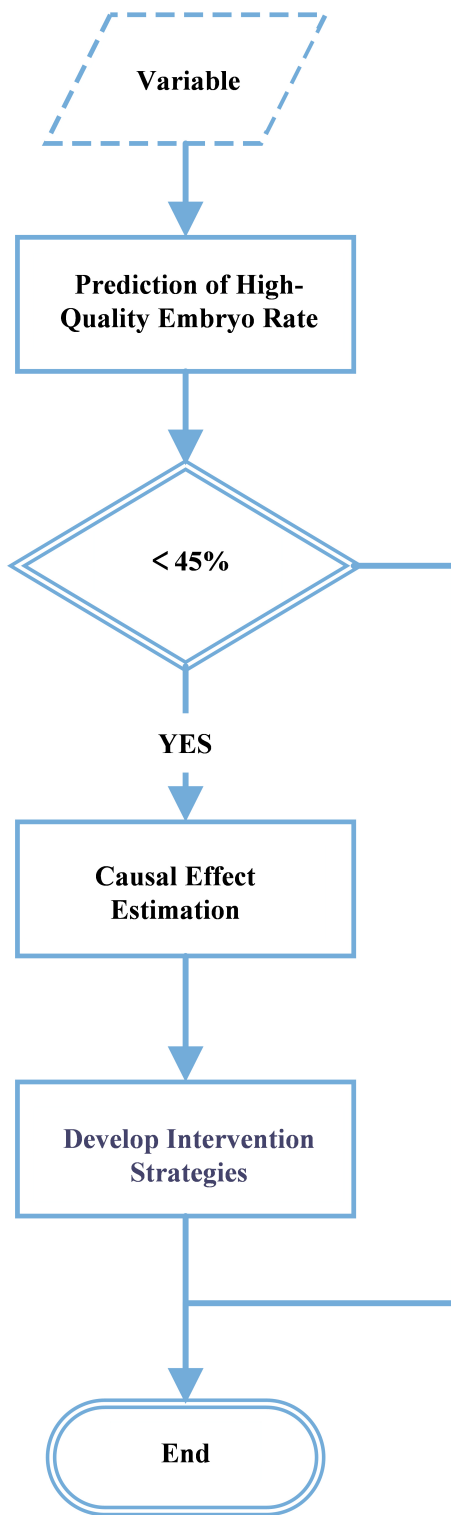 Variable
Prediction of High-
Quality Embryo Rate
< 45%
YES
Causal Effect
Estimation
Develop Intervention
Strategies
End